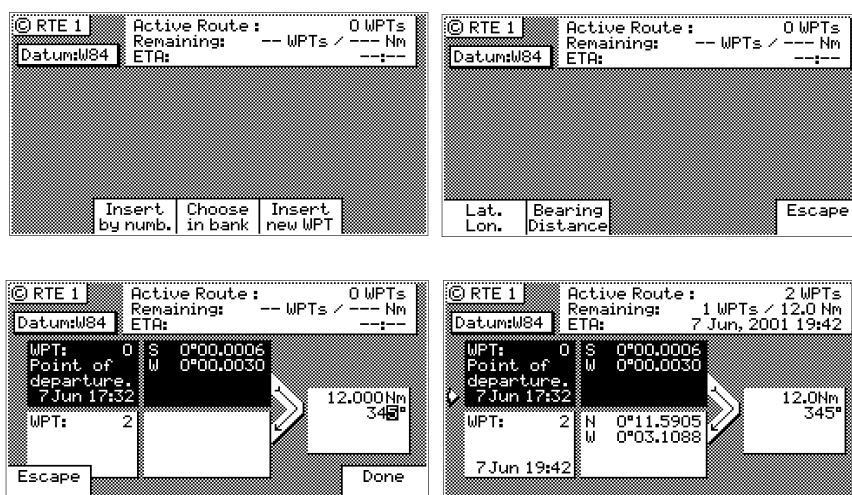 © RTE 1 Active Route: 0 WPTs
Remaining: -- WPTs / --- Nm
Datum:W84 ETA: --:--
Insert by numb.
Choose in bank
Insert new WPT
© RTE 1 Active Route: 0 WPTs
Remaining: -- WPTs / --- Nm
Datum:W84 ETA: --:--
Lat. Lon.
Bearing Distance
Escape
© RTE 1 Active Route: 0 WPTs
Remaining: -- WPTs / --- Nm
Datum:W84 ETA: --:--
WPT: 0 S 0°00.0006
Point of W 0°00.0030
departure.
7Jun 17:32
12.000Nm
345°
WPT: 2
Escape Done
© RTE 1 Active Route: 2 WPTs
Remaining: 1 WPTs / 12.0 Nm
Datum:W84 ETA: 7 Jun, 2001 19:42
WPT: 0 S 0°00.0006
Point of W 0°00.0030
departure.
7Jun 17:32
12.0Nm
345°
WPT: 2 N 0°11.5905
W 0°03.1088
7Jun 19:42